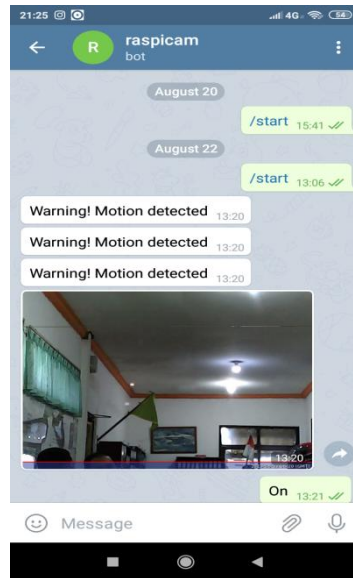 21:25
4G
54
R
raspicam
bot
August 20
/start 15:41
August 22
/start 13:06
Warning! Motion detected 13:20
Warning! Motion detected 13:20
Warning! Motion detected 13:20
13:20
On 13:21
Message